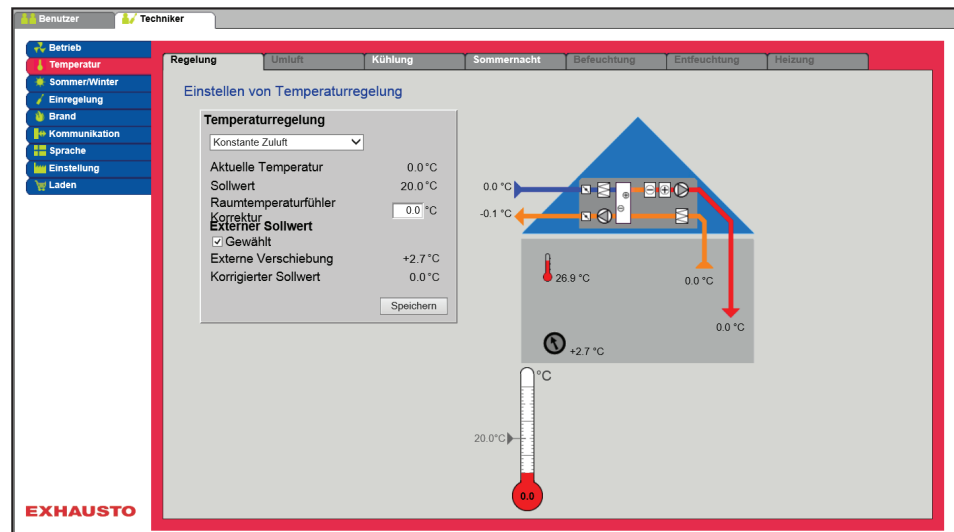 Benutzer
Techniker
Betrieb
Temperatur
Sommer/Winter
Einregelung
Brand
Kommunikation
Sprache
Einstellung
Laden
Regelung
Umluft
Kühlung
Sommernacht
Befeuchtung
Entfeuchtung
Heizung
Einstellen von Temperaturregelung
Temperaturregelung
Konstante Zuluft
Aktuelle Temperatur 0.0°C
Sollwert 20.0°C
Raumtemperaturfühler
Korrektur 0.0 °C
Externer Sollwert
Gewählt
Externe Verschiebung +2.7°C
Korrigierter Sollwert 0.0°C
Speichern
0.0 °C
-0.1 °C
26.9 °C
0.0 °C
0.0 °C
+2.7 °C
°C
20.0°C
0.0
EXHAUSTO